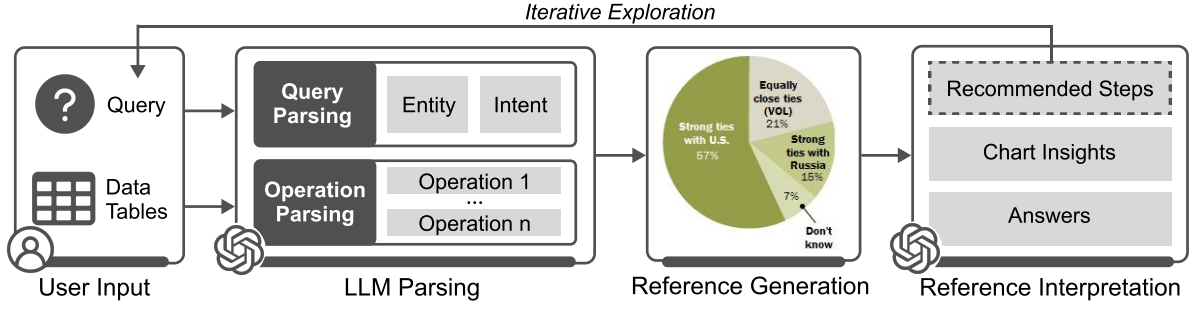 Iterative Exploration
?
Query
Data
Tables
User Input
Query
Parsing
Entity
Intent
Operation
Parsing
Operation 1
...
Operation n
LLM Parsing
Equally
close ties
(VOL)
21%
Strong ties
with U.S.
57%
Strong
ties with
Russia
15%
7%
Don't
know
Reference Generation
Recommended Steps
Chart Insights
Answers
Reference Interpretation